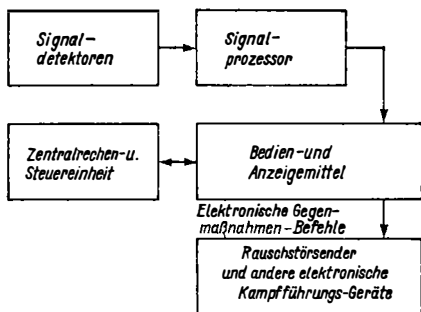 Signal-
detektoren
Signal-
prozessor
Zentralrechen-u.
Steuereinheit
Bedien-und
Anzeigemittel
Elektronische Gegen-
maßnahmen-Befehle
Rauschstörsender
und andere elektronische
Kampfführungs-Geräte